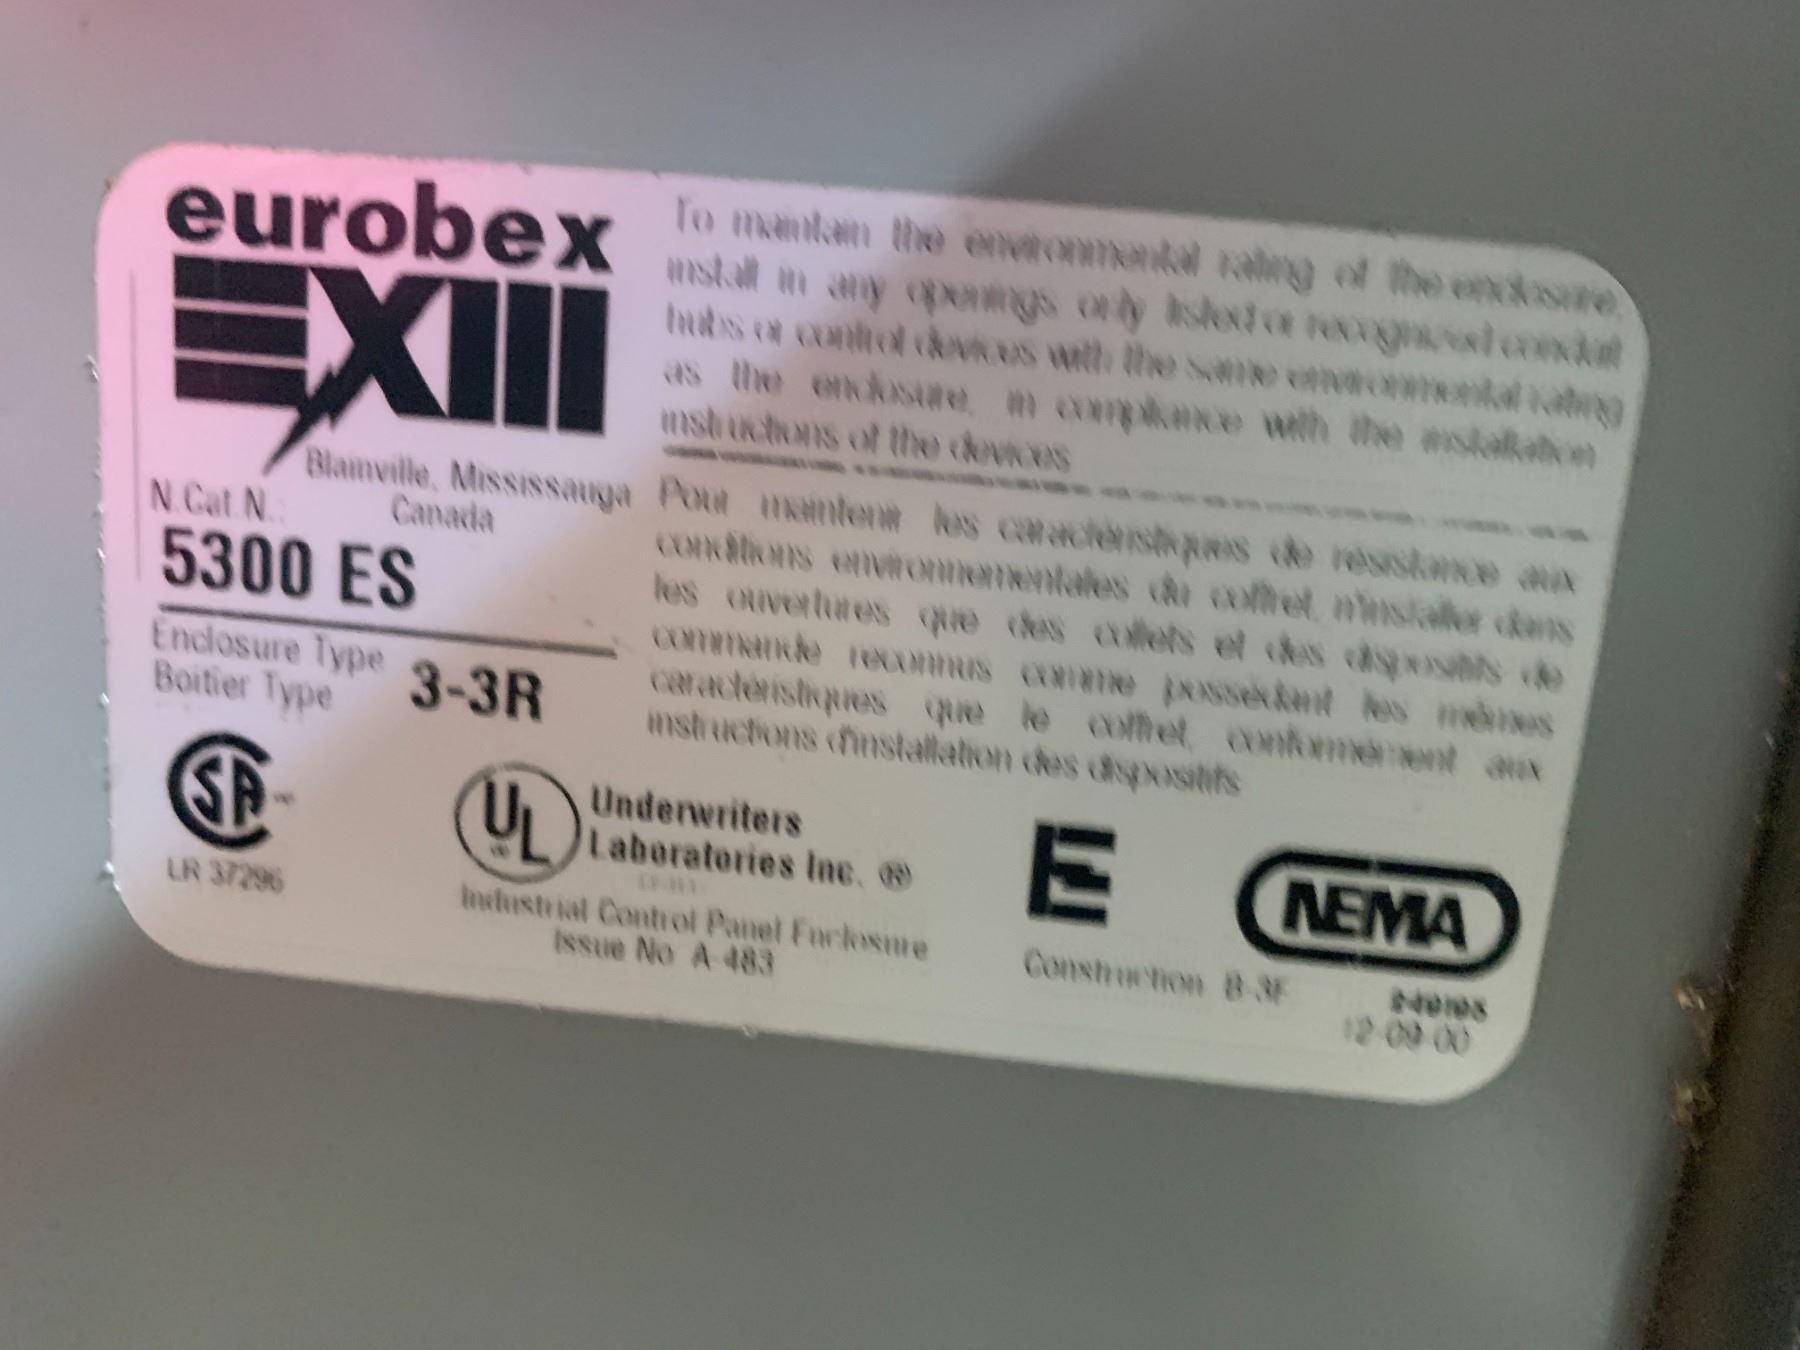 eurobex
Blainville, Mississauga
Canada
N.Cat.N.:
5300 ES
Enclosure Type
Boitier Type
3-3R
To maintain the environmental rating of the enclosure,
install in any openings only listed or recognized conduit
hubs or control devices with the same environmental rating
as the enclosure, in compliance with the installation
instructions of the devices
Pour maintenir les caractéristiques de résistance aux
conditions environnementales du coffret, n'installer dans
les ouvertures que des collets et des dispositifs de
commande reconnus comme possédant les mêmes
caractéristiques que le coffret, conformément aux
instructions d'installation des dispositifs
SA
LR 37296
UL
Underwriters
Laboratories Inc. ®
Industrial Control Panel Enclosure
Issue No A-483
Construction B-3F
NEMA
12-09-00